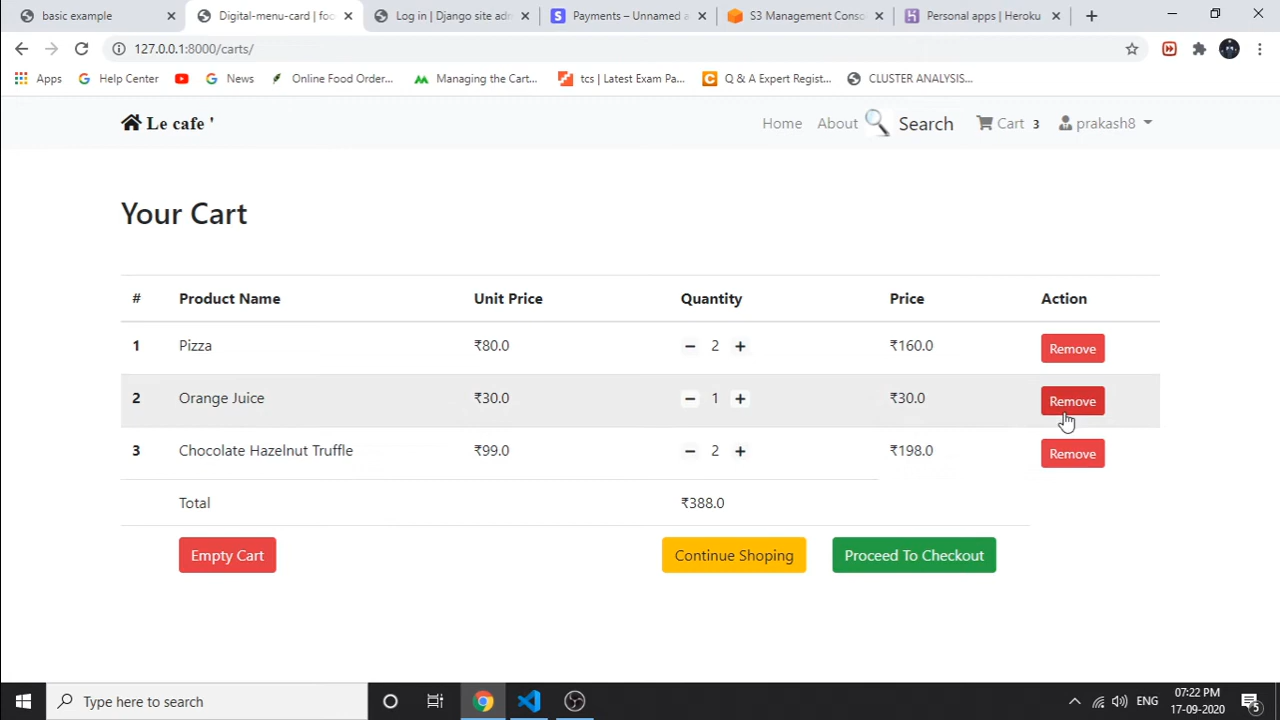 basic example
Digital-menu-card | foo
Log in | Django site adm
Payments – Unnamed a
S3 Management Conso
Personal apps | Heroku
127.0.0.1:8000/carts/
Apps
Help Center
News
Online Food Order...
Managing the Cart...
tcs | Latest Exam Pa...
Q & A Expert Regist...
CLUSTER ANALYSIS...
Le cafe '
Home
About
Search
Cart 3
prakash8
Your Cart
# Product Name Unit Price Quantity Price Action
1 Pizza ₹80.0 − 2 + ₹160.0 Remove
2 Orange Juice ₹30.0 − 1 + ₹30.0 Remove
3 Chocolate Hazelnut Truffle ₹99.0 − 2 + ₹198.0 Remove
Total ₹388.0
Empty Cart
Continue Shoping
Proceed To Checkout
Type here to search
ENG
07:22 PM
17-09-2020
5